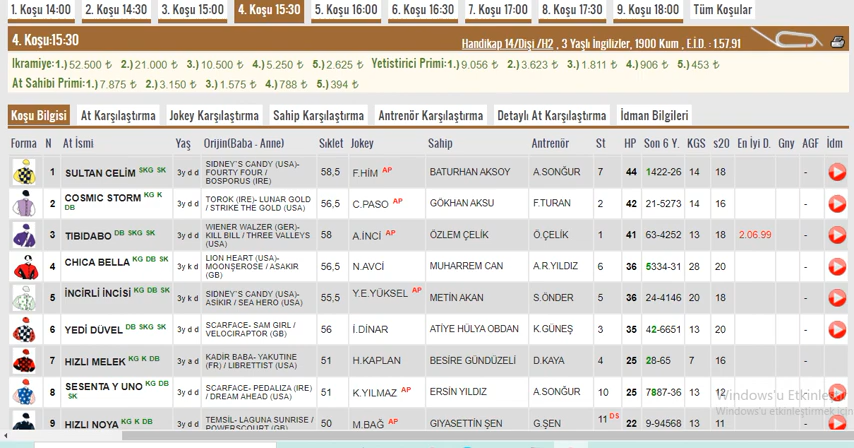 1. Koşu 14:00 2. Koşu 14:30 3. Koşu 15:00 4. Koşu 15:30 5. Koşu 16:00 6. Koşu 16:30 7. Koşu 17:00 8. Koşu 17:30 9. Koşu 18:00 Tüm Koşular
4. Koşu:15:30
Handikap 14/Dişi /H2 , 3 Yaşlı İngilizler, 1900 Kum , E.İ.D. : 1.57.91
İkramiye: 1.) 52.500 ₺ 2.) 21.000 ₺ 3.) 10.500 ₺ 4.) 5.250 ₺ 5.) 2.625 ₺ Yetistirici Primi: 1.) 9.056 ₺ 2.) 3.623 ₺ 3.) 1.811 ₺ 4.) 906 ₺ 5.) 453 ₺
At Sahibi Primi: 1.) 7.875 ₺ 2.) 3.150 ₺ 3.) 1.575 ₺ 4.) 788 ₺ 5.) 394 ₺
Koşu Bilgisi At Karşılaştırma Jokey Karşılaştırma Sahip Karşılaştırma Antrenör Karşılaştırma Detaylı At Karşılaştırma İdman Bilgileri
Forma N At İsmi Yaş Orijin(Baba - Anne) Sıklet Jokey Sahip Antrenör St HP Son 6 Y. KGS s20 En İyi D. Gny AGF İdm
1 SULTAN CELİM SKG SK 3y d d SIDNEY'S CANDY (USA)- FOURTY FOUR / BOSPORUS (IRE) 58,5 F.HİM AP BATURHAN AKSOY A.SONĞUR 7 44 1422-26 14 18 -
2 COSMIC STORM KG K DB 3y d d TOROK (IRE)- LUNAR GOLD / STRIKE THE GOLD (USA) 56,5 C.PASO AP GÖKHAN AKSU F.TURAN 2 42 21-5273 14 16 -
3 TIBIDABO DB SKG SK 3y d d WIENER WALZER (GER)- KILL BILL / THREE VALLEYS (USA) 58 A.İNCİ AP ÖZLEM ÇELİK Ö.ÇELİK 1 41 63-4252 13 18 2.06.99 -
4 CHICA BELLA KG DB SK 3y k d LION HEART (USA)- MOONŞEROSE / ASAKIR (GB) 56,5 N.AVCİ MUHARREM CAN A.R.YILDIZ 6 36 5334-31 28 20 -
5 İNCİRLİ İNCİSİ KG DB SK 3y k d SIDNEY'S CANDY (USA)- ASİKIR / SEA HERO (USA) 55,5 Y.E.YÜKSEL AP METİN AKAN S.ÖNDER 5 36 24-4146 20 18 -
6 YEDİ DÜVEL DB SKG SK 3y d d SCARFACE- SAM GIRL / VELOCIRAPTOR (GB) 56 İ.DİNAR ATİYE HÜLYA OBDAN K.GÜNEŞ 3 35 42-6651 13 20 -
7 HIZLI MELEK KG K DB 3y a d KADİR BABA- YAKUTINE (FR) / LIBRETTIST (USA) 51 H.KAPLAN BESİRE GÜNDÜZELİ D.KAYA 4 25 28-65 7 16 -
8 SESENTA Y UNO KG DB SK 3y d d SCARFACE- PEDALIZA (IRE) / DREAM AHEAD (USA) 51 K.YILMAZ AP ERSİN YILDIZ A.SONĞUR 10 25 7887-36 13 12 -
Windows'u Etkinleştir
Windows'u etkinleştirmek için
9 HIZLI NOYA KG K DB 3y d d TEMSİL- LAGUNA SUNRISE / POWERSCOURT (GB) 50 M.BAĞ AP GIYASETTİN ŞEN G.ŞEN 11 DS 22 9-94568 13 -